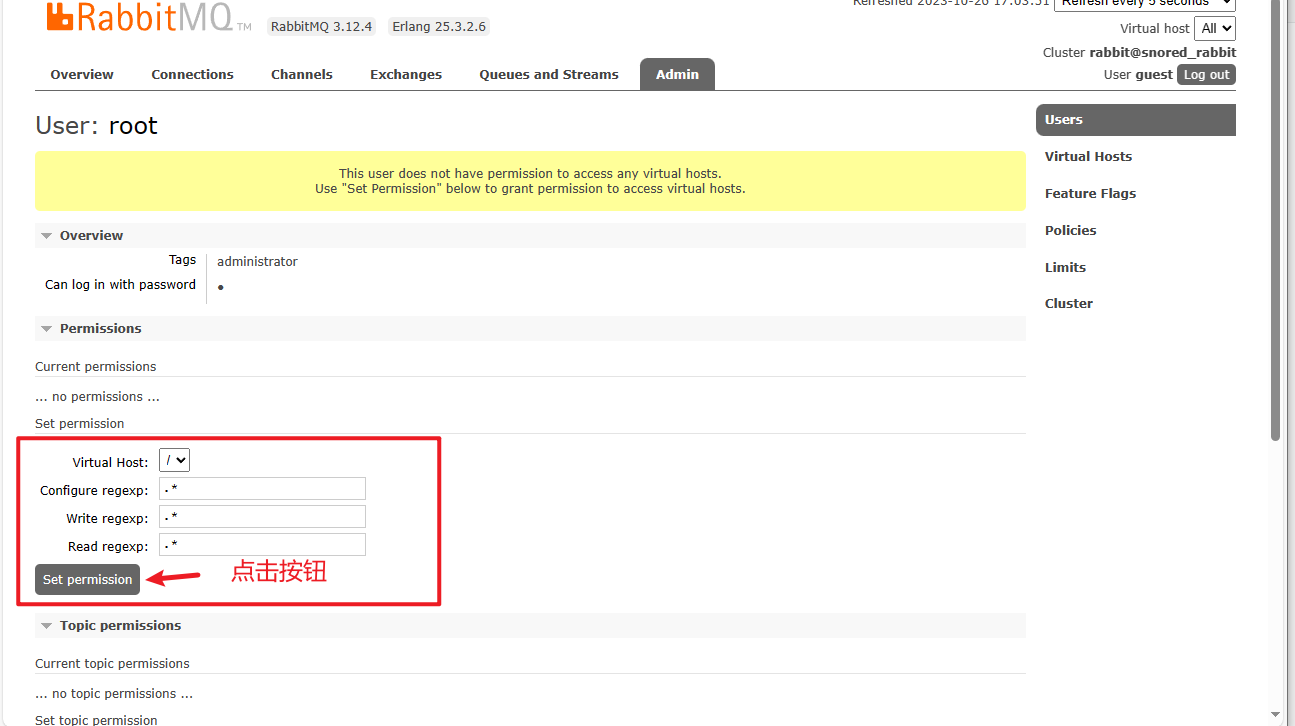 Refreshed 2023-10-26 17:03:51 Refresh every 5 seconds
RabbitMQ TM RabbitMQ 3.12.4 Erlang 25.3.2.6
Virtual host All
Cluster rabbit@snored_rabbit
User guest Log out
Overview Connections Channels Exchanges Queues and Streams Admin
User: root
This user does not have permission to access any virtual hosts.
Use "Set Permission" below to grant permission to access virtual hosts.
Overview
Tags administrator
Can log in with password ●
Permissions
Current permissions
... no permissions ...
Set permission
Virtual Host: /
Configure regexp: .*
Write regexp: .*
Read regexp: .*
Set permission 点击按钮
Topic permissions
Current topic permissions
... no topic permissions ...
Set topic permission
Users
Virtual Hosts
Feature Flags
Policies
Limits
Cluster